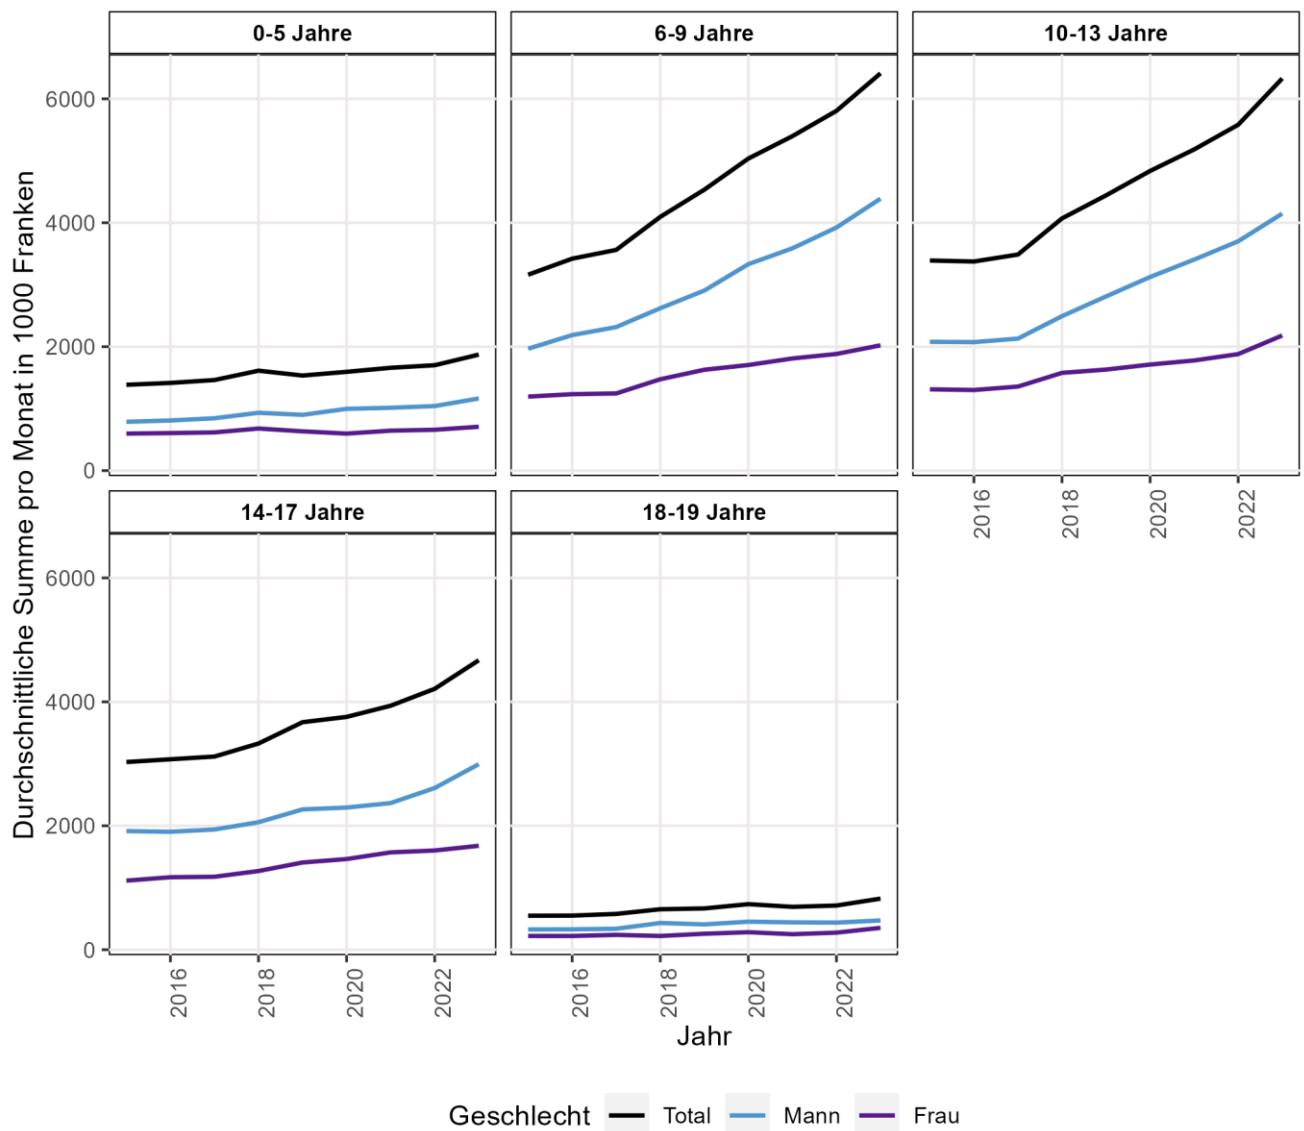 0-5 Jahre
6-9 Jahre
10-13 Jahre
6000
4000
2000
0
2016
2018
2020
2022
14-17 Jahre
18-19 Jahre
6000
4000
2000
0
2016
2018
2020
2022
2016
2018
2020
2022
Durchschnittliche Summe pro Monat in 1000 Franken
Jahr
Geschlecht Total Mann Frau